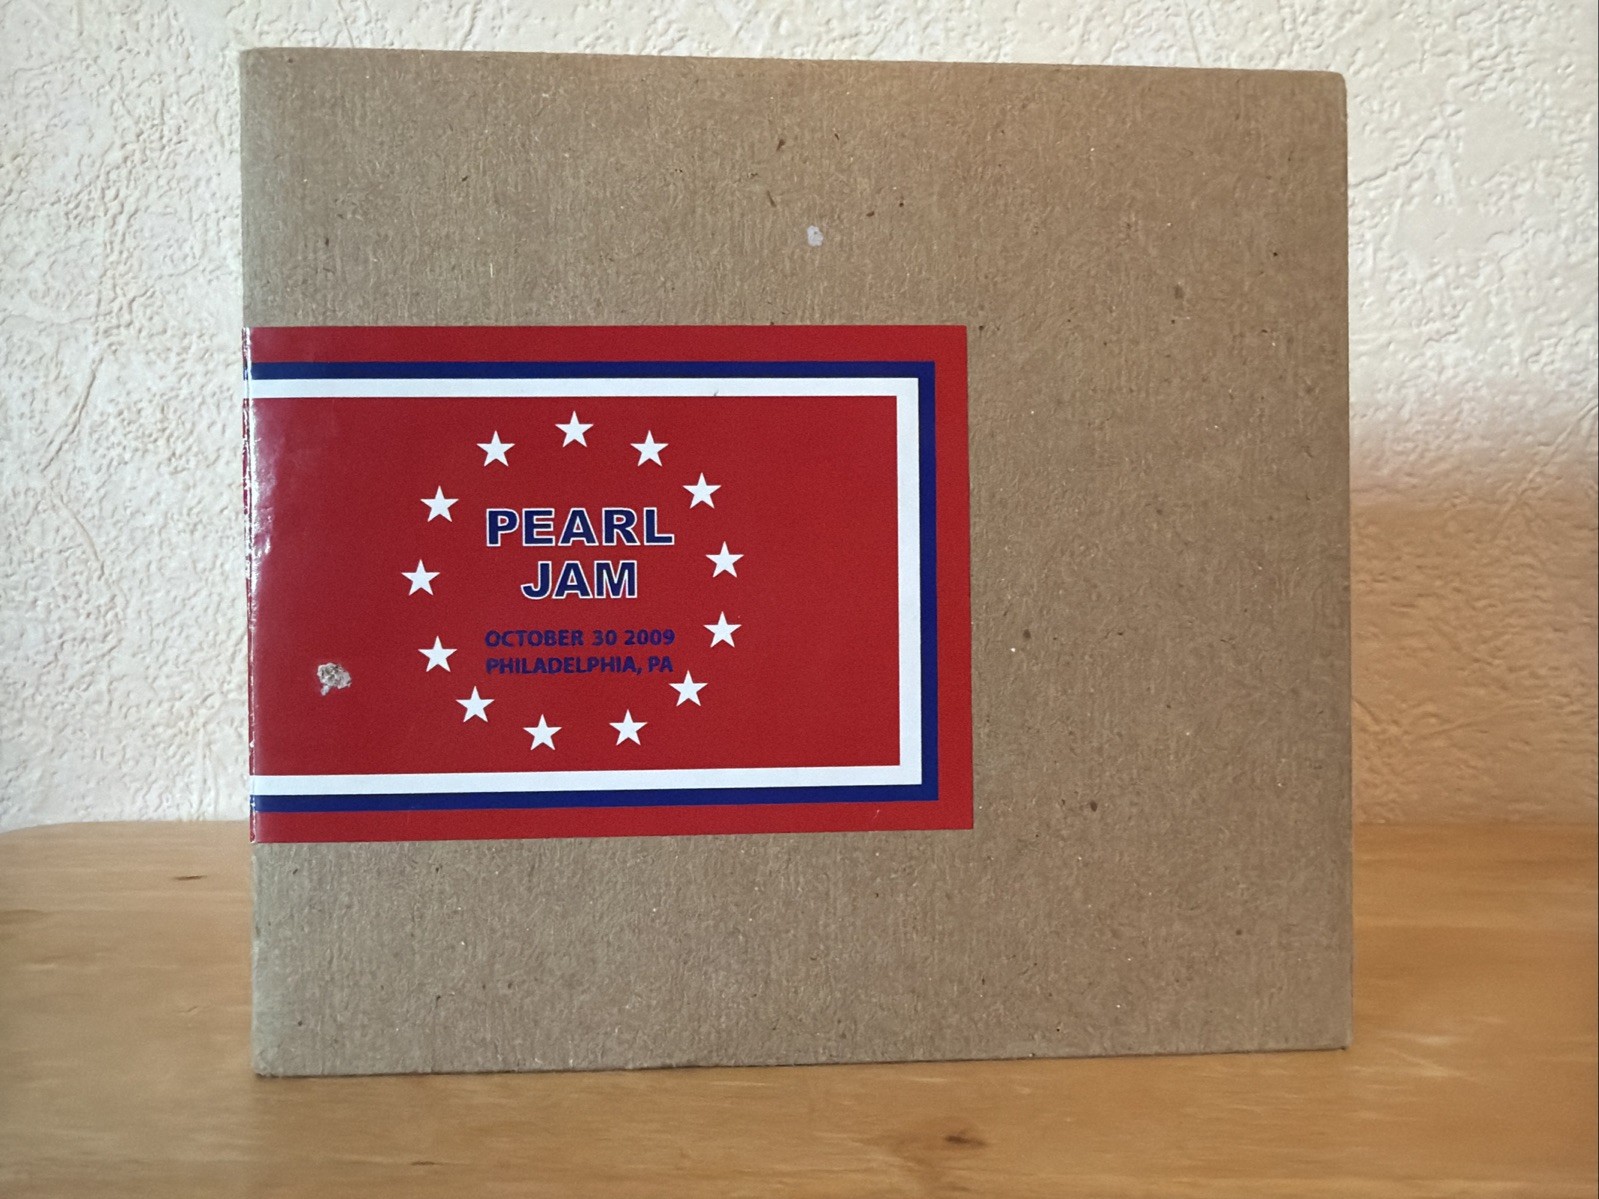 PEARL
JAM
OCTOBER 30 2009
PHILADELPHIA, PA